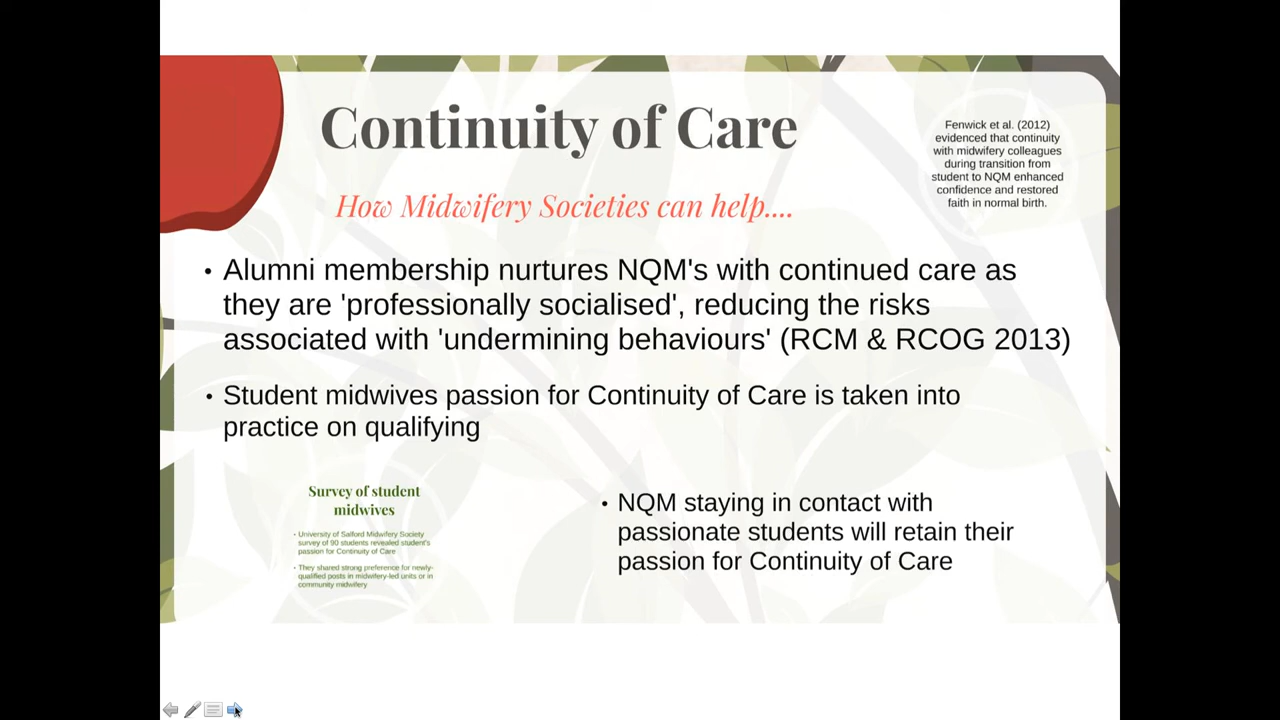 Continuity of Care
Fenwick et al. (2012)
evidenced that continuity
with midwifery colleagues
during transition from
student to NQM enhanced
confidence and restored
faith in normal birth.
How Midwifery Societies can help....
• Alumni membership nurtures NQM's with continued care as
they are 'professionally socialised', reducing the risks
associated with 'undermining behaviours' (RCM & RCOG 2013)
• Student midwives passion for Continuity of Care is taken into
practice on qualifying
Survey of student
midwives
• University of Salford Midwifery Society
survey of 90 students revealed student's
passion for Continuity of Care
• They shared strong preference for newly-
qualified posts in midwifery-led units or in
community midwifery
• NQM staying in contact with
passionate students will retain their
passion for Continuity of Care